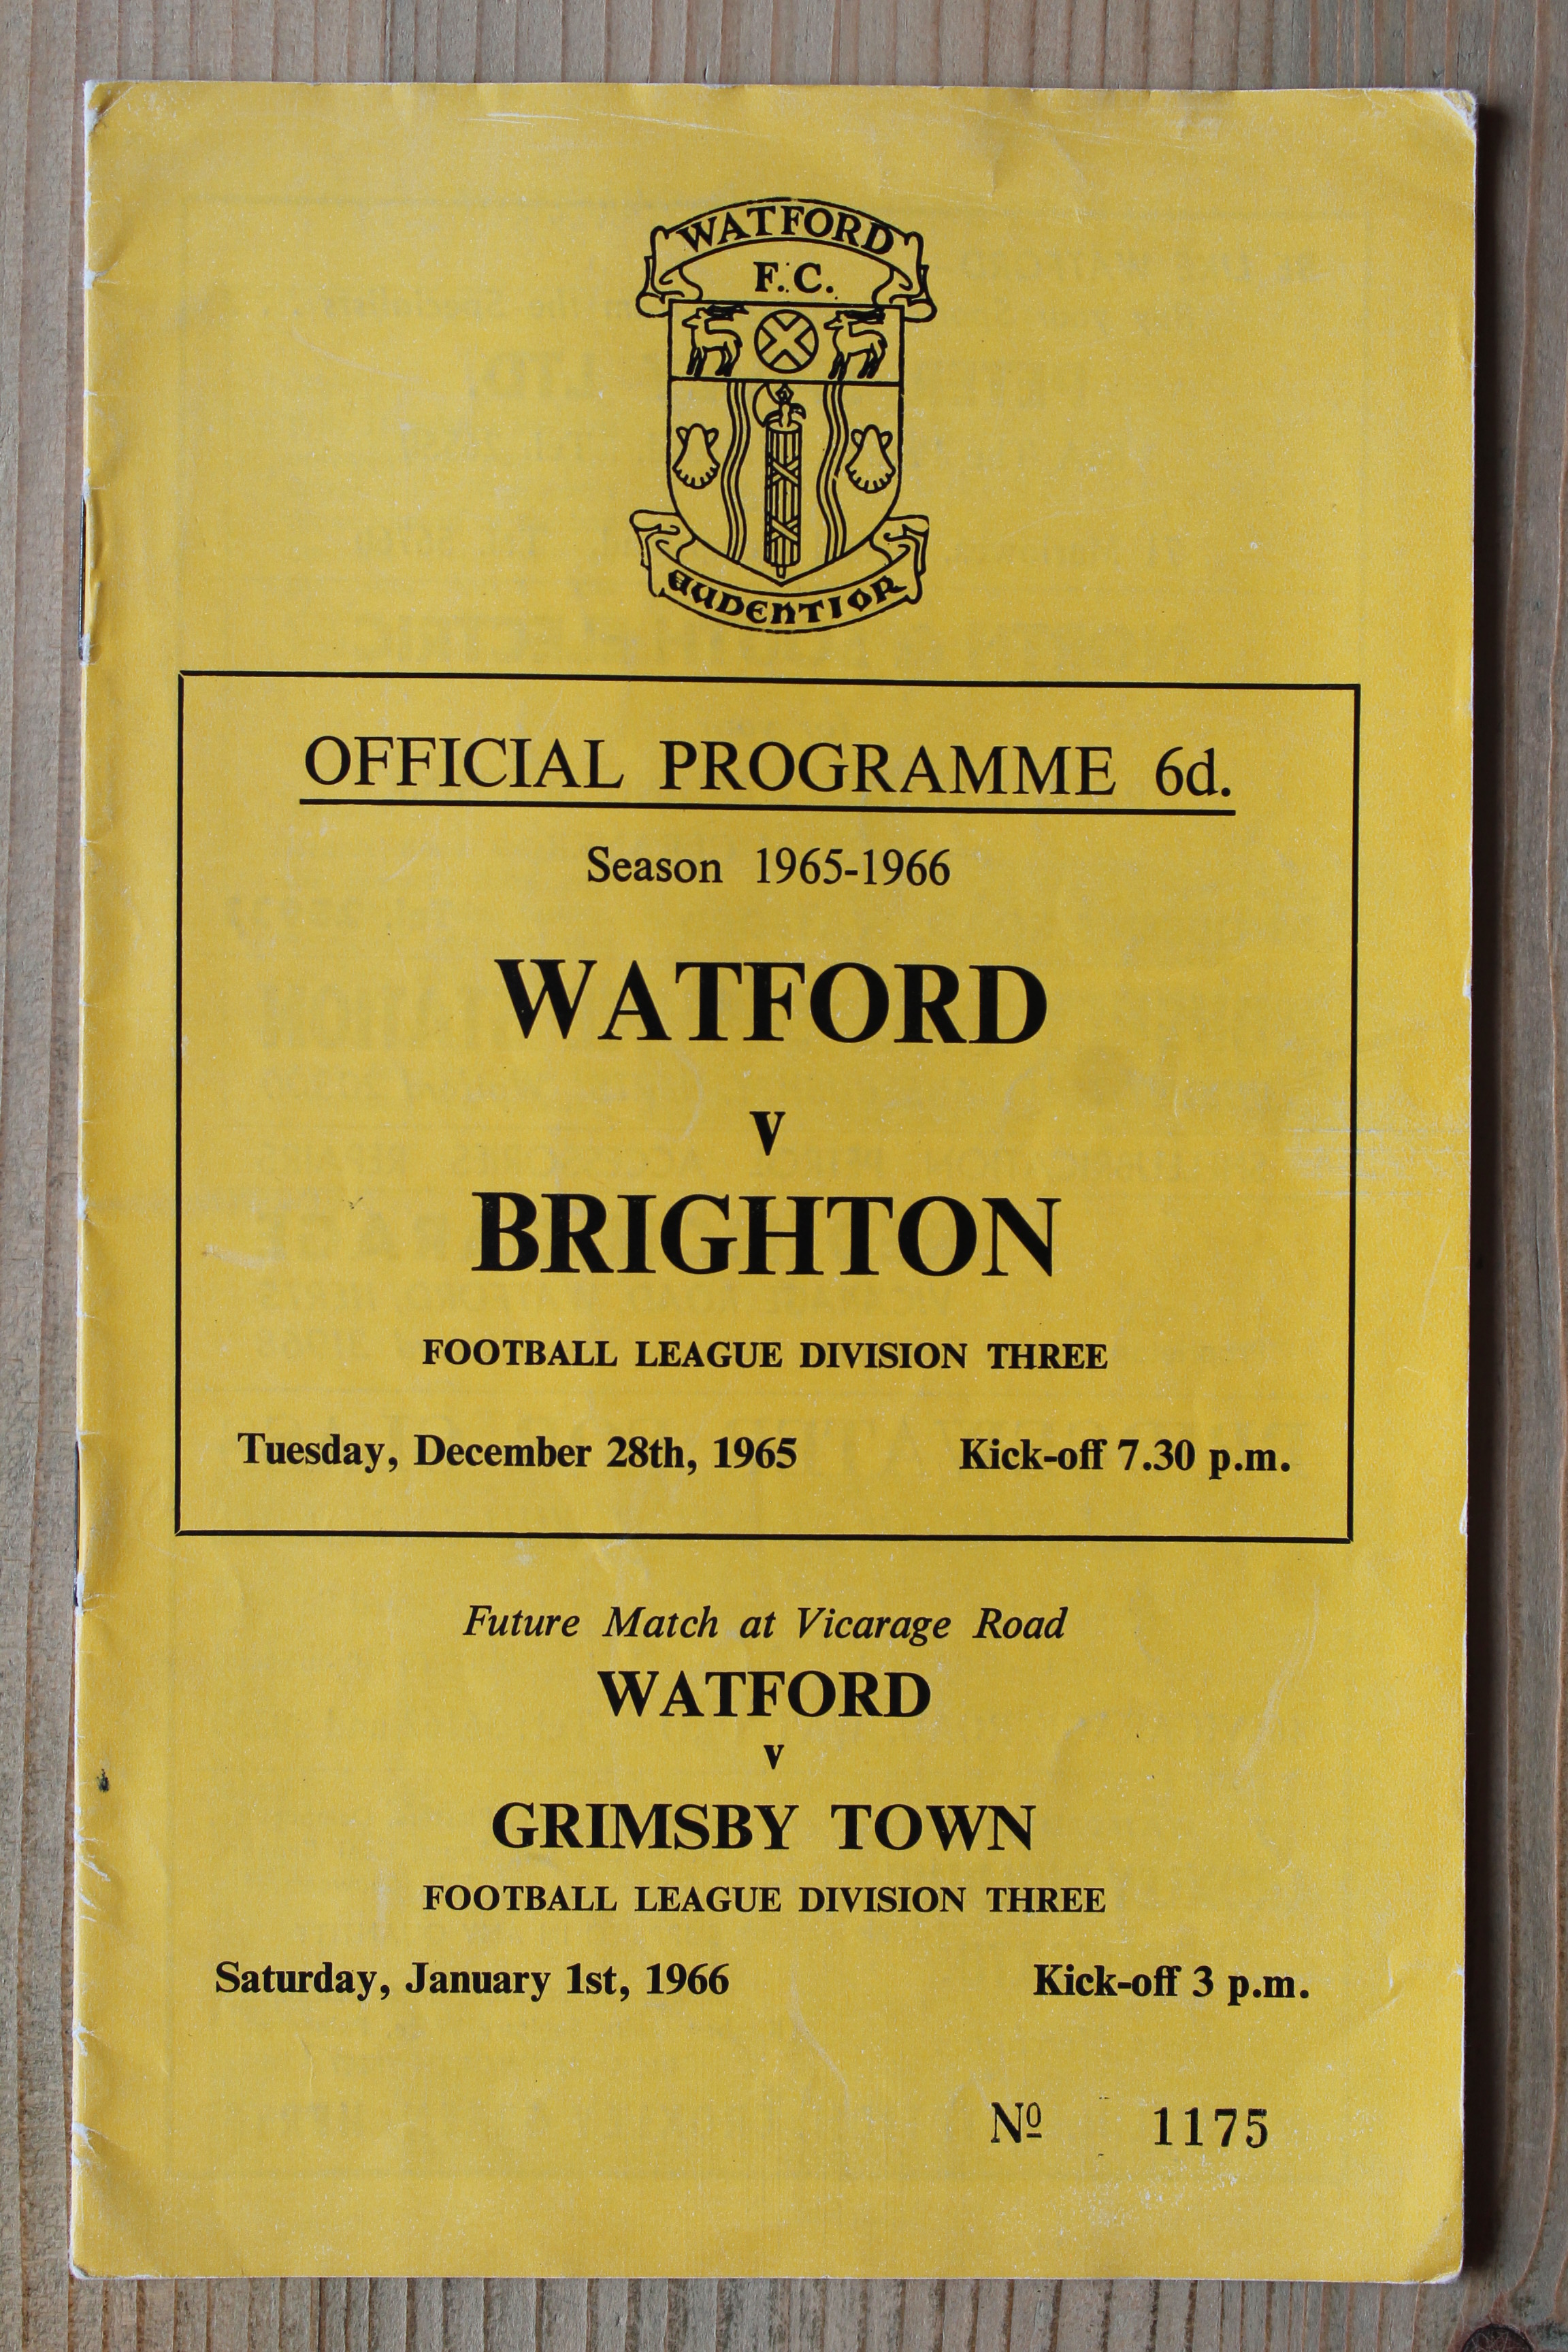 WATFORD
F.C.
AUDENTIOR
OFFICIAL PROGRAMME 6d.
Season 1965-1966
WATFORD
v
BRIGHTON
FOOTBALL LEAGUE DIVISION THREE
Tuesday, December 28th, 1965 Kick-off 7.30 p.m.
Future Match at Vicarage Road
WATFORD
v
GRIMSBY TOWN
FOOTBALL LEAGUE DIVISION THREE
Saturday, January 1st, 1966 Kick-off 3 p.m.
Nº 1175